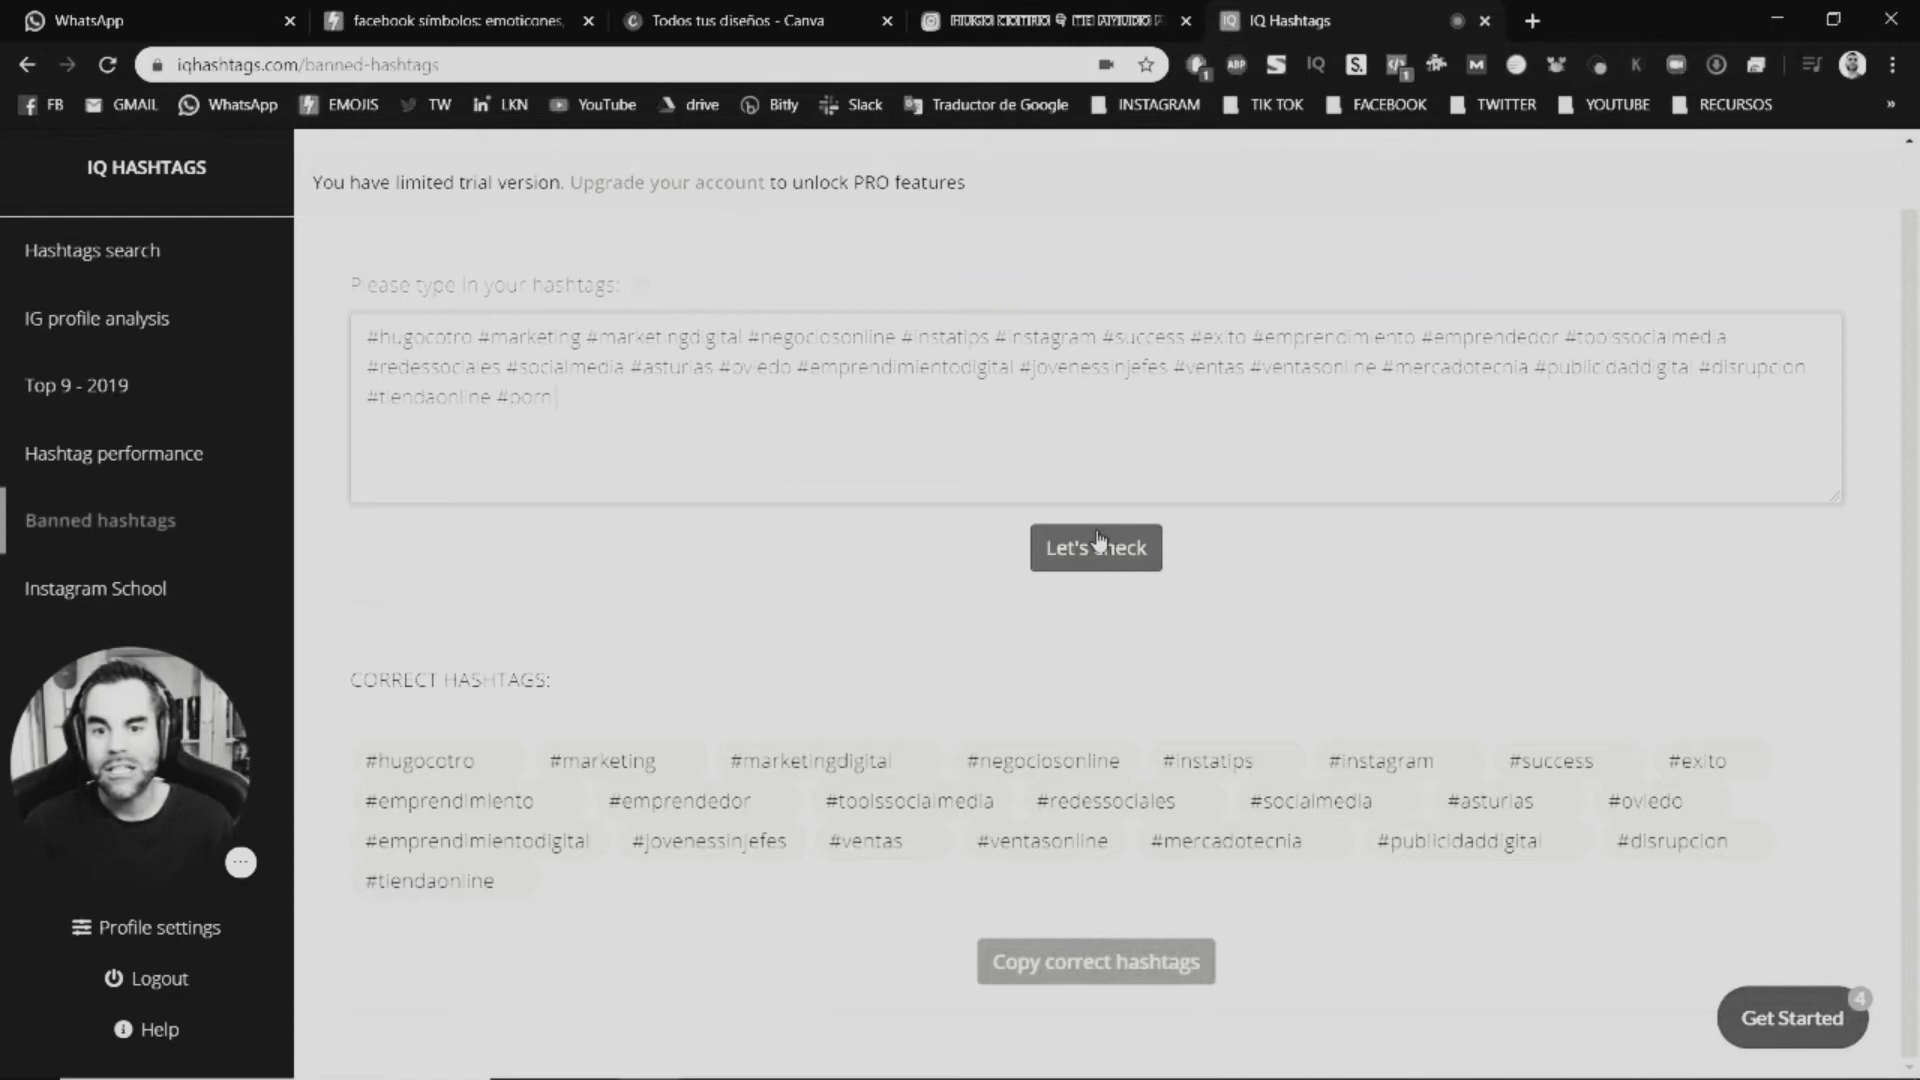 WhatsApp
facebook símbolos: emoticones,
Todos tus diseños - Canva
IQ Hashtags
iqhashtags.com/banned-hashtags
FB GMAIL WhatsApp EMOJIS TW LKN YouTube drive Bitly Slack Traductor de Google INSTAGRAM TIK TOK FACEBOOK TWITTER YOUTUBE RECURSOS »
IQ HASHTAGS
You have limited trial version. Upgrade your account to unlock PRO features
Hashtags search
IG profile analysis
Top 9 - 2019
Hashtag performance
Banned hashtags
Instagram School
Please type in your hashtags:
#hugocotro #marketing #marketingdigital #negociosonline #instatips #instagram #success #exito #emprendimiento #emprendedor #toolssocialmedia
#redessociales #socialmedia #asturias #oviedo #emprendimientodigital #jovenessinjefes #ventas #ventasonline #mercadotecnia #publicidaddigital #disrupcion
#tiendaonline #porn
Let's check
CORRECT HASHTAGS:
#hugocotro #marketing #marketingdigital #negociosonline #instatips #instagram #success #exito
#emprendimiento #emprendedor #toolssocialmedia #redessociales #socialmedia #asturias #oviedo
#emprendimientodigital #jovenessinjefes #ventas #ventasonline #mercadotecnia #publicidaddigital #disrupcion
#tiendaonline
Copy correct hashtags
Profile settings
Logout
Help
Get Started
4